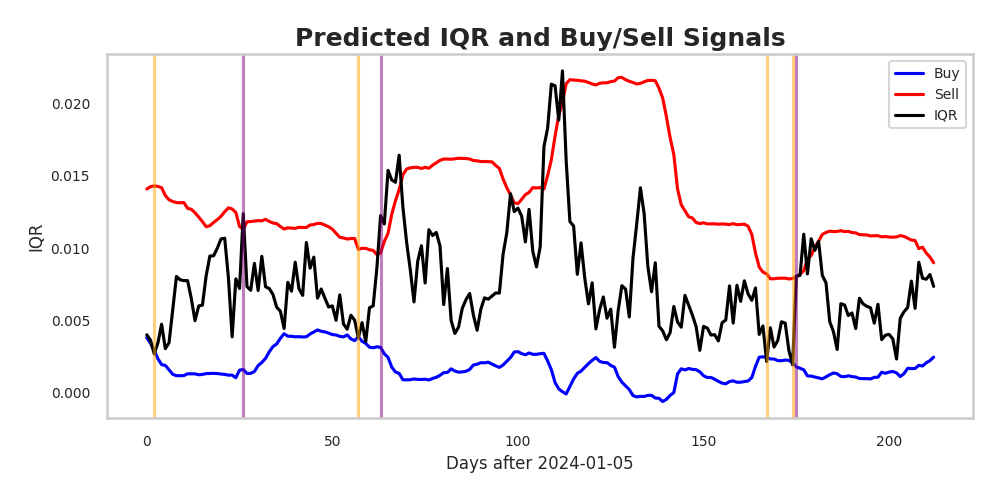 Predicted IQR and Buy/Sell Signals
Buy
Sell
IQR
0.020
0.015
0.010
0.005
0.000
IQR
0
50
100
150
200
Days after 2024-01-05